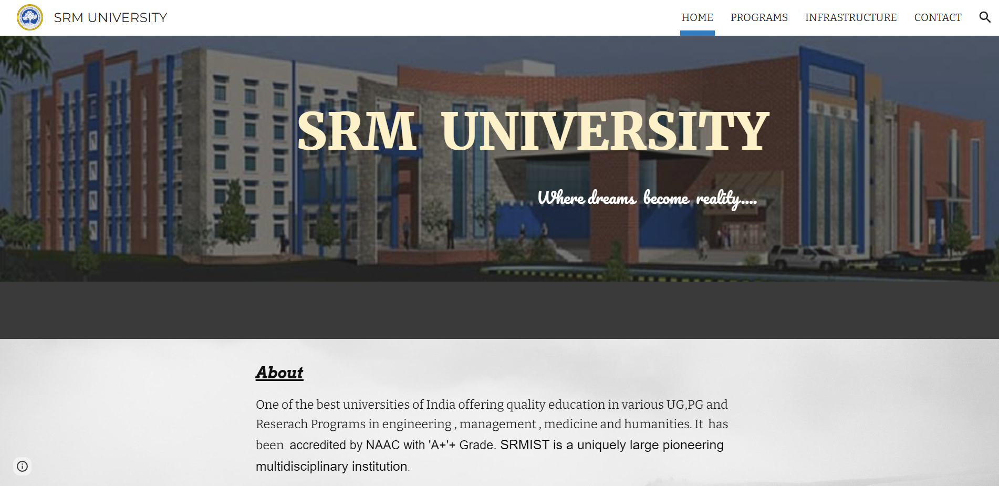 SRM UNIVERSITY
HOME PROGRAMS INFRASTRUCTURE CONTACT
SRM UNIVERSITY
Where dreams become reality....
About
One of the best universities of India offering quality education in various UG,PG and
Reserach Programs in engineering , management , medicine and humanities. It has
been accredited by NAAC with 'A+'+ Grade. SRMIST is a uniquely large pioneering
multidisciplinary institution.